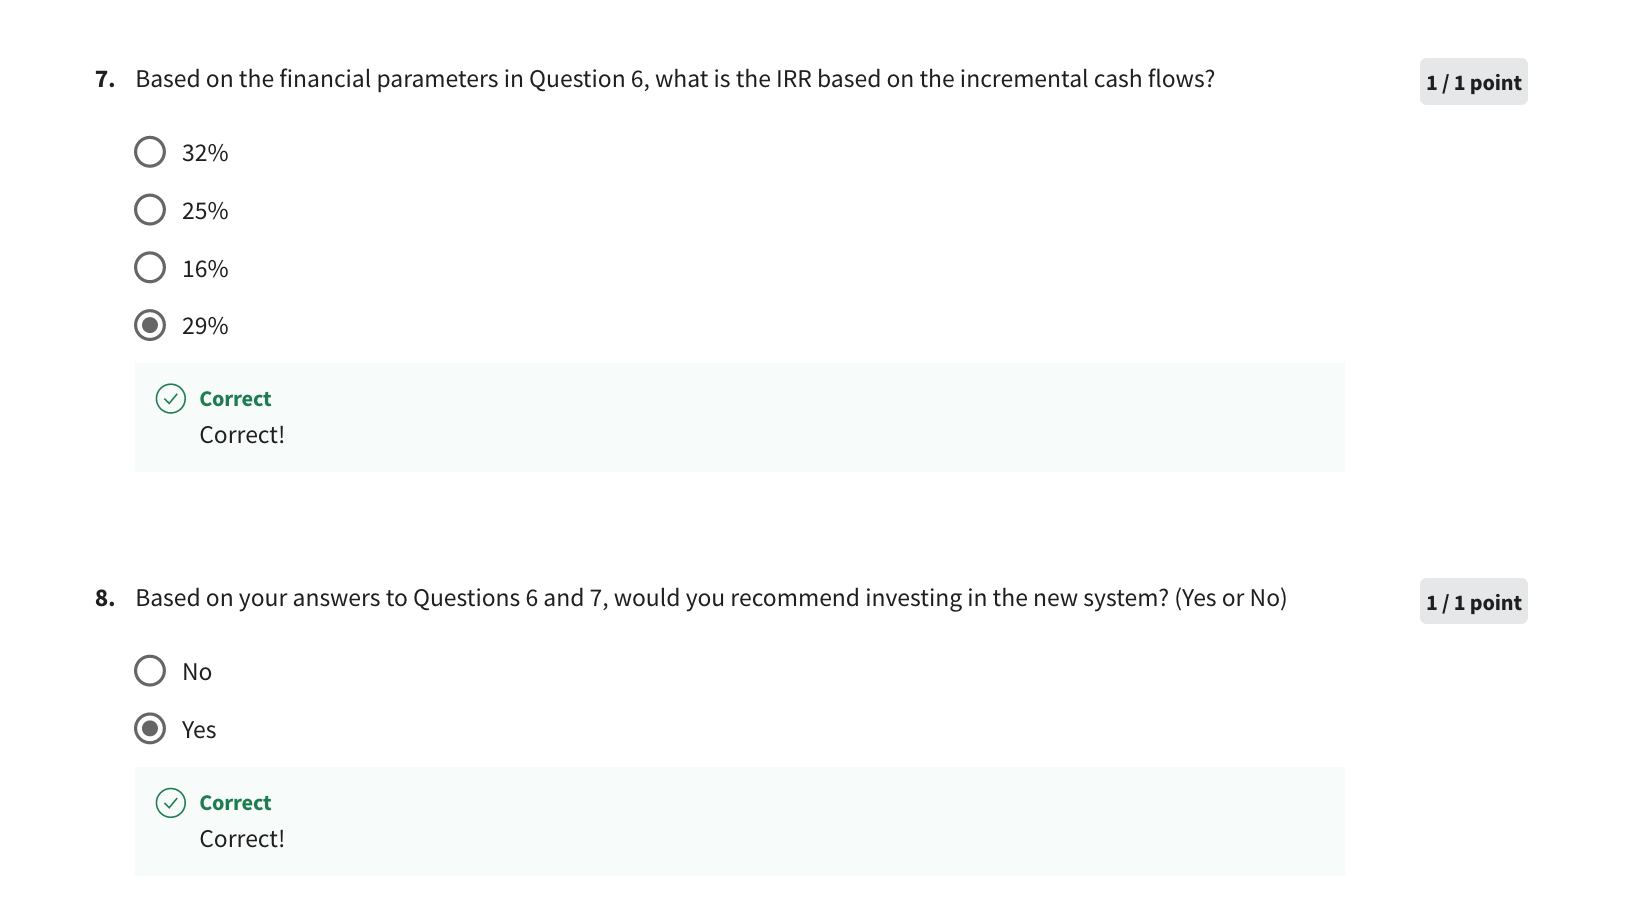 7. Based on the financial parameters in Question 6, what is the IRR based on the incremental cash flows?
1 / 1 point
32%
25%
16%
29%
Correct
Correct!
8. Based on your answers to Questions 6 and 7, would you recommend investing in the new system? (Yes or No)
1 / 1 point
No
Yes
Correct
Correct!